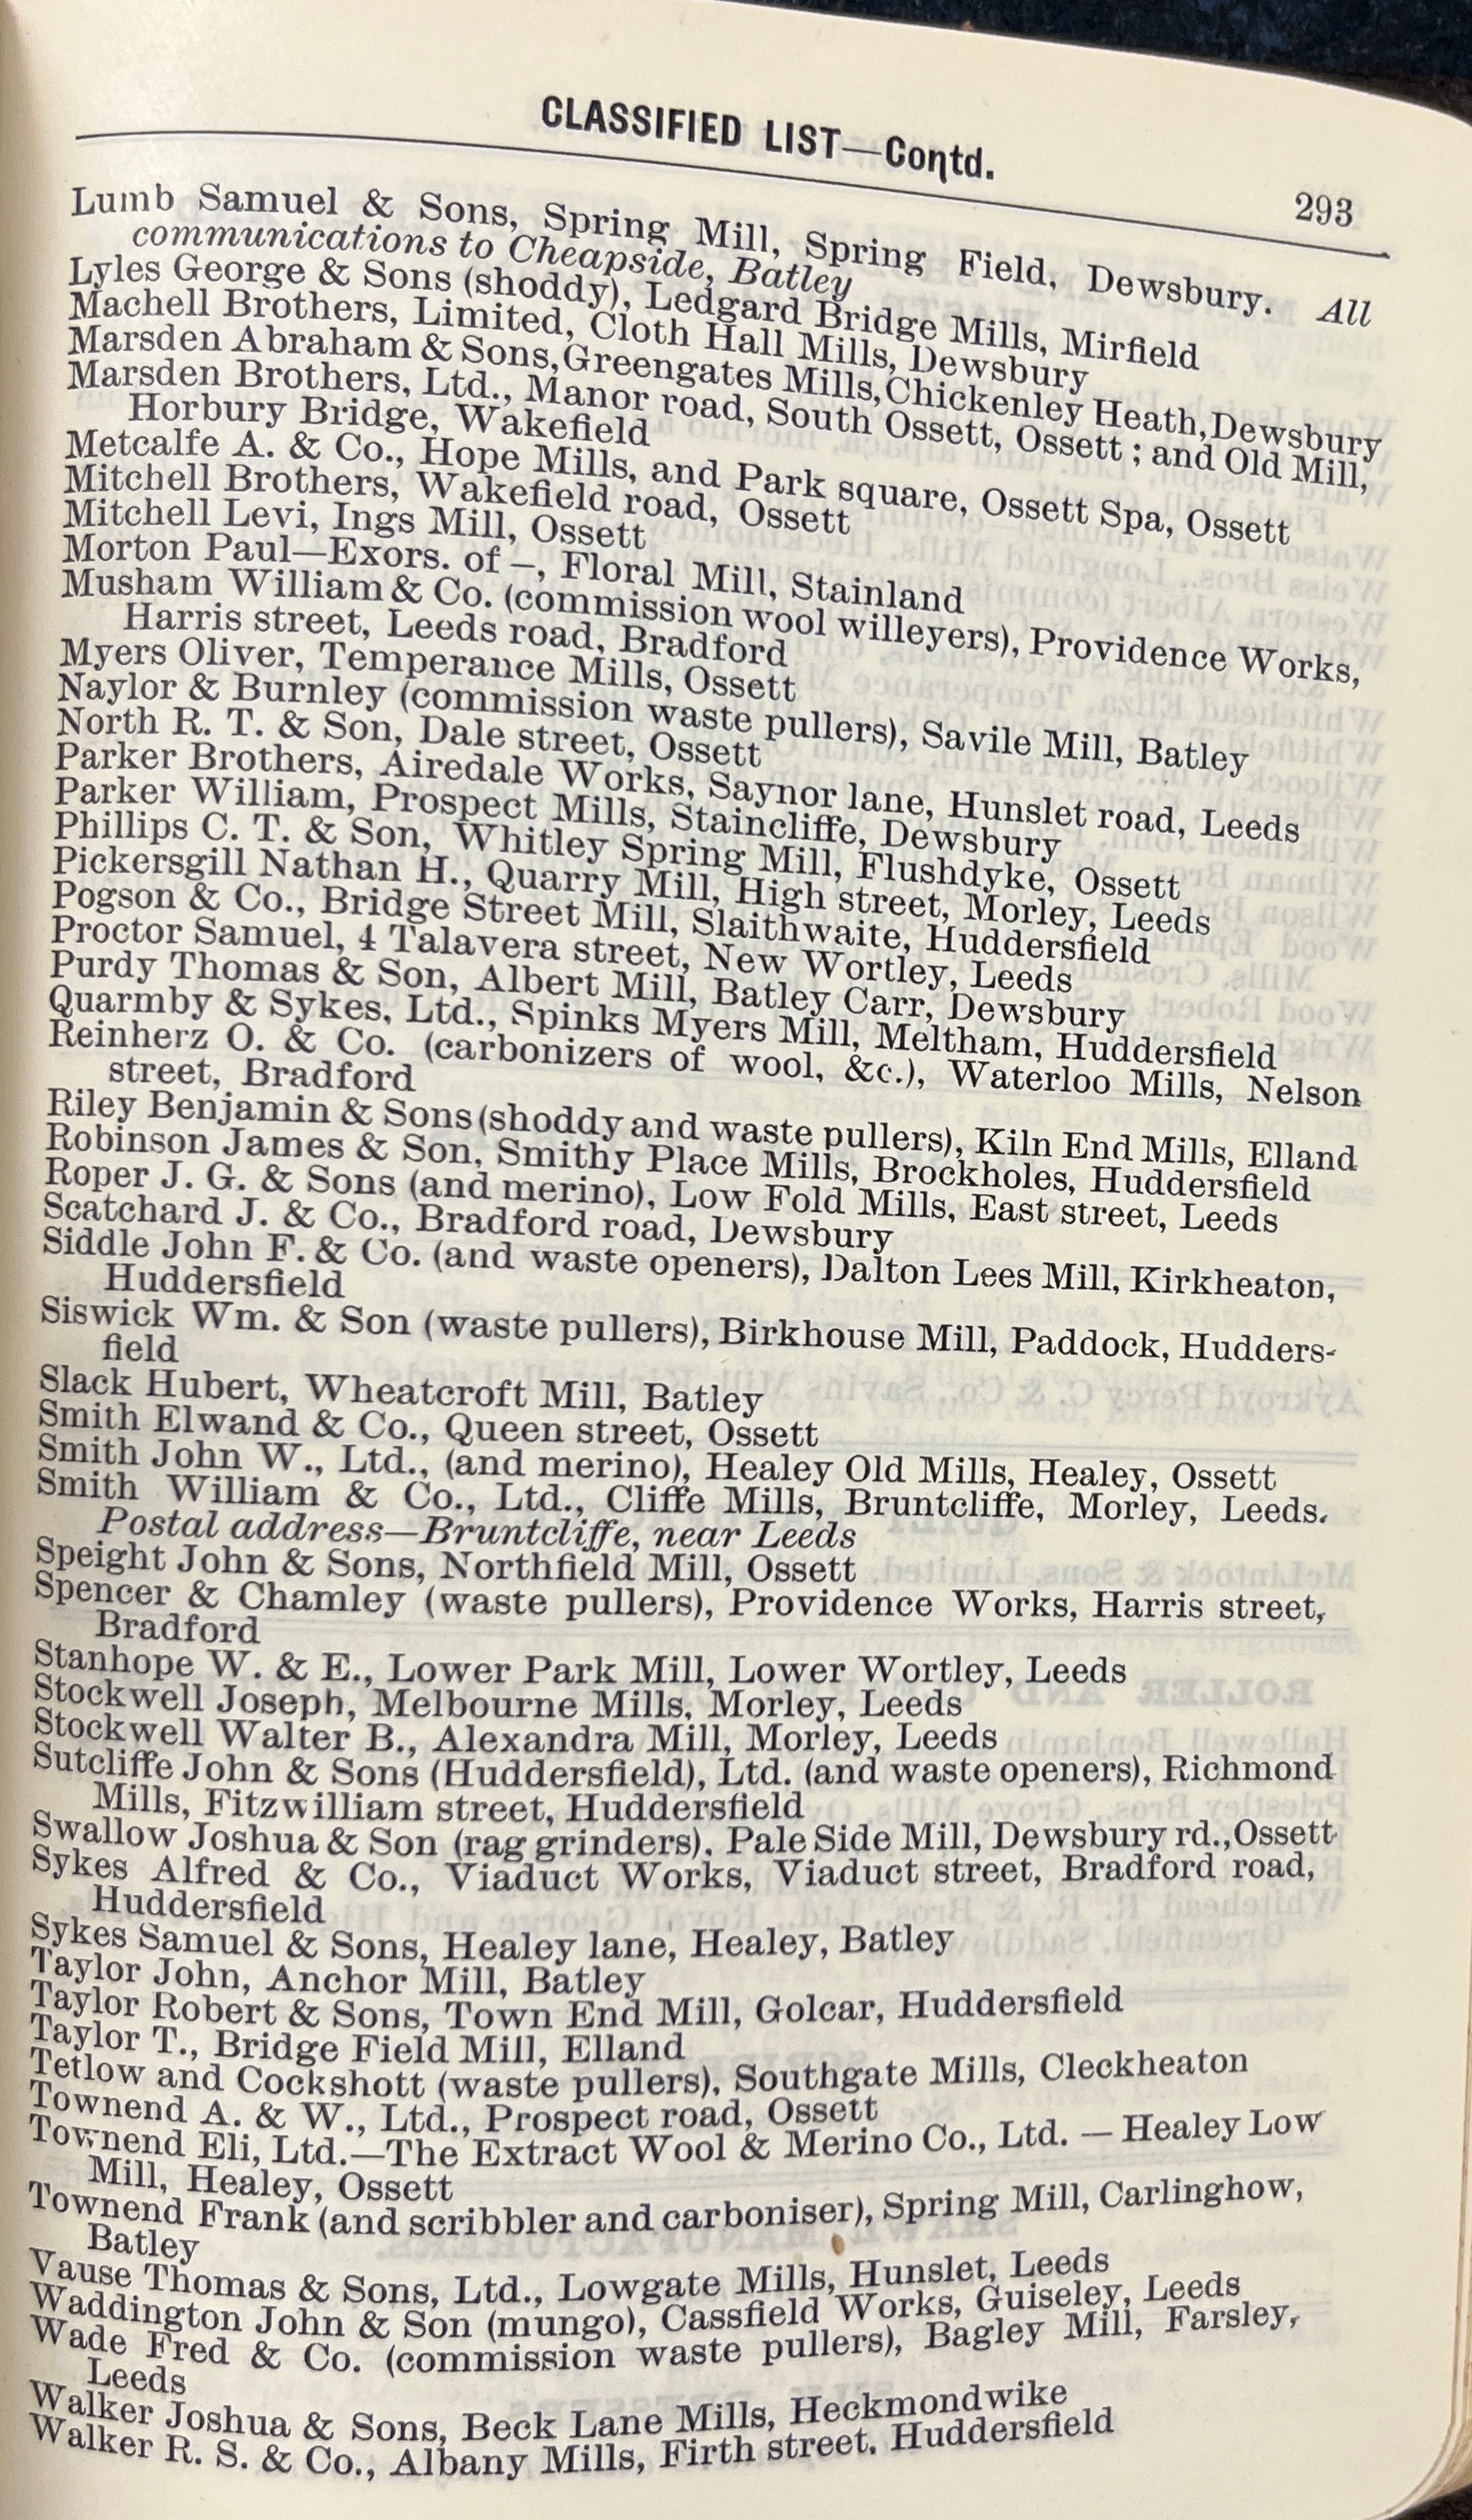 CLASSIFIED LIST—Contd.
293
Lumb Samuel & Sons, Spring Mill, Spring Field, Dewsbury. All
communications to Cheapside, Batley
Lyles George & Sons (shoddy), Ledgard Bridge Mills, Mirfield
Machell Brothers, Limited, Cloth Hall Mills, Dewsbury
Marsden Abraham & Sons, Greengates Mills, Chickenley Heath, Dewsbury
Marsden Brothers, Ltd., Manor road, South Ossett, Ossett; and Old Mill,
Horbury Bridge, Wakefield
Metcalfe A. & Co., Hope Mills, and Park square, Ossett Spa, Ossett
Mitchell Brothers, Wakefield road, Ossett
Mitchell Levi, Ings Mill, Ossett
Morton Paul—Exors. of –, Floral Mill, Stainland
Musham William & Co. (commission wool willeyers), Providence Works,
Harris street, Leeds road, Bradford
Myers Oliver, Temperance Mills, Ossett
Naylor & Burnley (commission waste pullers), Savile Mill, Batley
North R. T. & Son, Dale street, Ossett
Parker Brothers, Airedale Works, Saynor lane, Hunslet road, Leeds
Parker William, Prospect Mills, Staincliffe, Dewsbury
Phillips C. T. & Son, Whitley Spring Mill, Flushdyke, Ossett
Pickersgill Nathan H., Quarry Mill, High street, Morley, Leeds
Pogson & Co., Bridge Street Mill, Slaithwaite, Huddersfield
Proctor Samuel, 4 Talavera street, New Wortley, Leeds
Purdy Thomas & Son, Albert Mill, Batley Carr, Dewsbury
Quarmby & Sykes, Ltd., Spinks Myers Mill, Meltham, Huddersfield
Reinherz O. & Co. (carbonizers of wool, &c.), Waterloo Mills, Nelson
street, Bradford
Riley Benjamin & Sons (shoddy and waste pullers), Kiln End Mills, Elland
Robinson James & Son, Smithy Place Mills, Brockholes, Huddersfield
Roper J. G. & Sons (and merino), Low Fold Mills, East street, Leeds
Scatchard J. & Co., Bradford road, Dewsbury
Siddle John F. & Co. (and waste openers), Dalton Lees Mill, Kirkheaton,
Huddersfield
Siswick Wm. & Son (waste pullers), Birkhouse Mill, Paddock, Hudders-
field
Slack Hubert, Wheatcroft Mill, Batley
Smith Elwand & Co., Queen street, Ossett
Smith John W., Ltd., (and merino), Healey Old Mills, Healey, Ossett
Smith William & Co., Ltd., Cliffe Mills, Bruntcliffe, Morley, Leeds.
Postal address—Bruntcliffe, near Leeds
Speight John & Sons, Northfield Mill, Ossett
Spencer & Chamley (waste pullers), Providence Works, Harris street,
Bradford
Stanhope W. & E., Lower Park Mill, Lower Wortley, Leeds
Stockwell Joseph, Melbourne Mills, Morley, Leeds
Stockwell Walter B., Alexandra Mill, Morley, Leeds
Sutcliffe John & Sons (Huddersfield), Ltd. (and waste openers), Richmond
Mills, Fitzwilliam street, Huddersfield
Swallow Joshua & Son (rag grinders), Pale Side Mill, Dewsbury rd., Ossett
Sykes Alfred & Co., Viaduct Works, Viaduct street, Bradford road,
Huddersfield
Sykes Samuel & Sons, Healey lane, Healey, Batley
Taylor John, Anchor Mill, Batley
Taylor Robert & Sons, Town End Mill, Golcar, Huddersfield
Taylor T., Bridge Field Mill, Elland
Tetlow and Cockshott (waste pullers), Southgate Mills, Cleckheaton
Townend A. & W., Ltd., Prospect road, Ossett
Townend Eli, Ltd.—The Extract Wool & Merino Co., Ltd. — Healey Low
Mill, Healey, Ossett
Townend Frank (and scribbler and carboniser), Spring Mill, Carlinghow,
Batley
Vause Thomas & Sons, Ltd., Lowgate Mills, Hunslet, Leeds
Waddington John & Son (mungo), Cassfield Works, Guiseley, Leeds
Wade Fred & Co. (commission waste pullers), Bagley Mill, Farsley,
Leeds
Walker Joshua & Sons, Beck Lane Mills, Heckmondwike
Walker R. S. & Co., Albany Mills, Firth street, Huddersfield